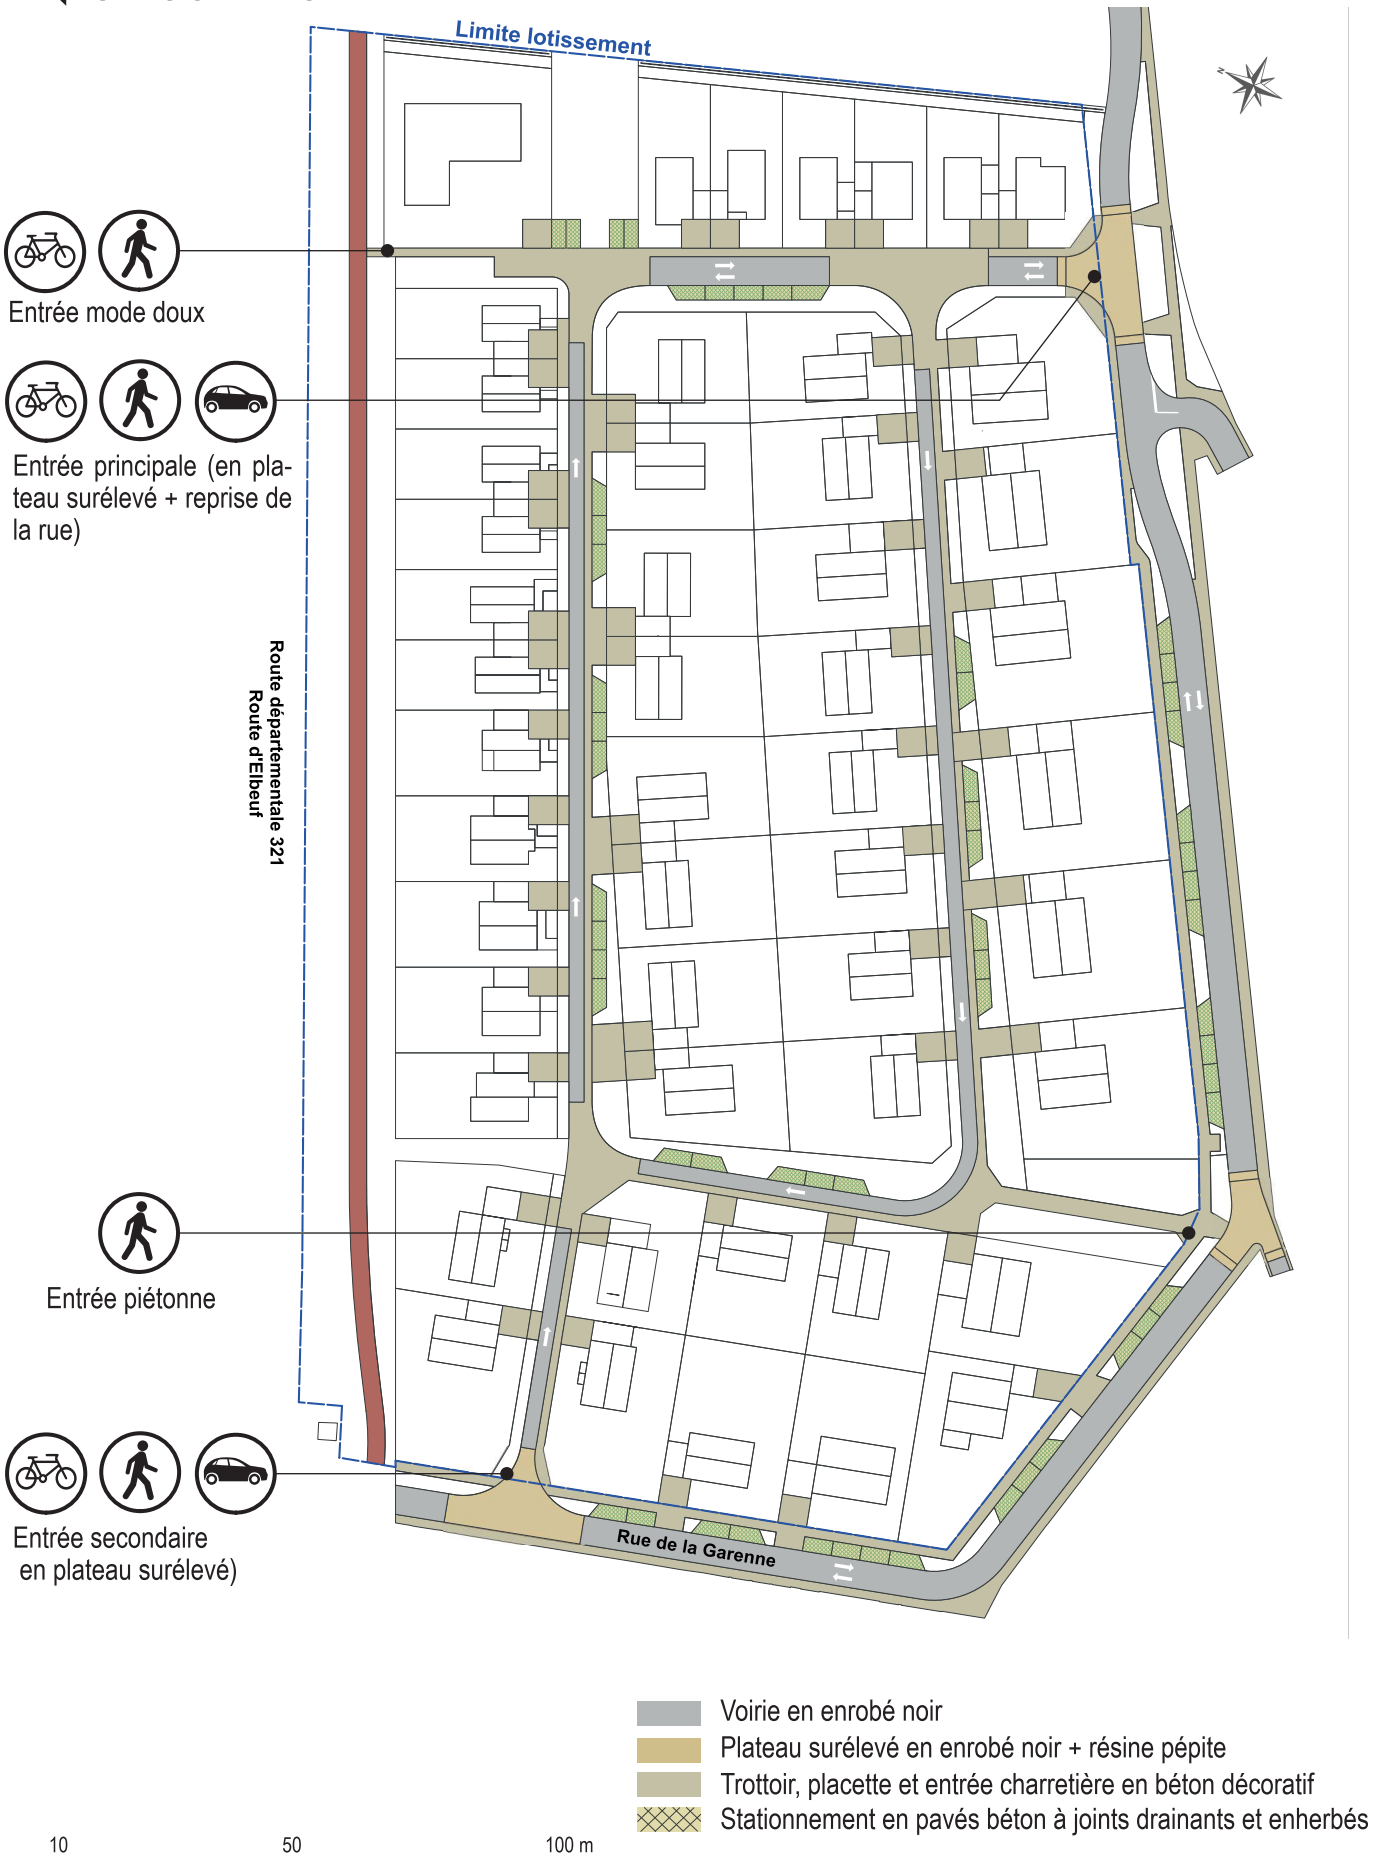 Limite lotissement
N
Entrée mode doux
Entrée principale (en pla-
teau surélevé + reprise de
la rue)
Route départementale 321
Route d'Elbeuf
Entrée piétonne
Entrée secondaire
en plateau surélevé)
Rue de la Garenne
Voirie en enrobé noir
Plateau surélevé en enrobé noir + résine pépite
Trottoir, placette et entrée charretière en béton décoratif
Stationnement en pavés béton à joints drainants et enherbés
10 50 100 m